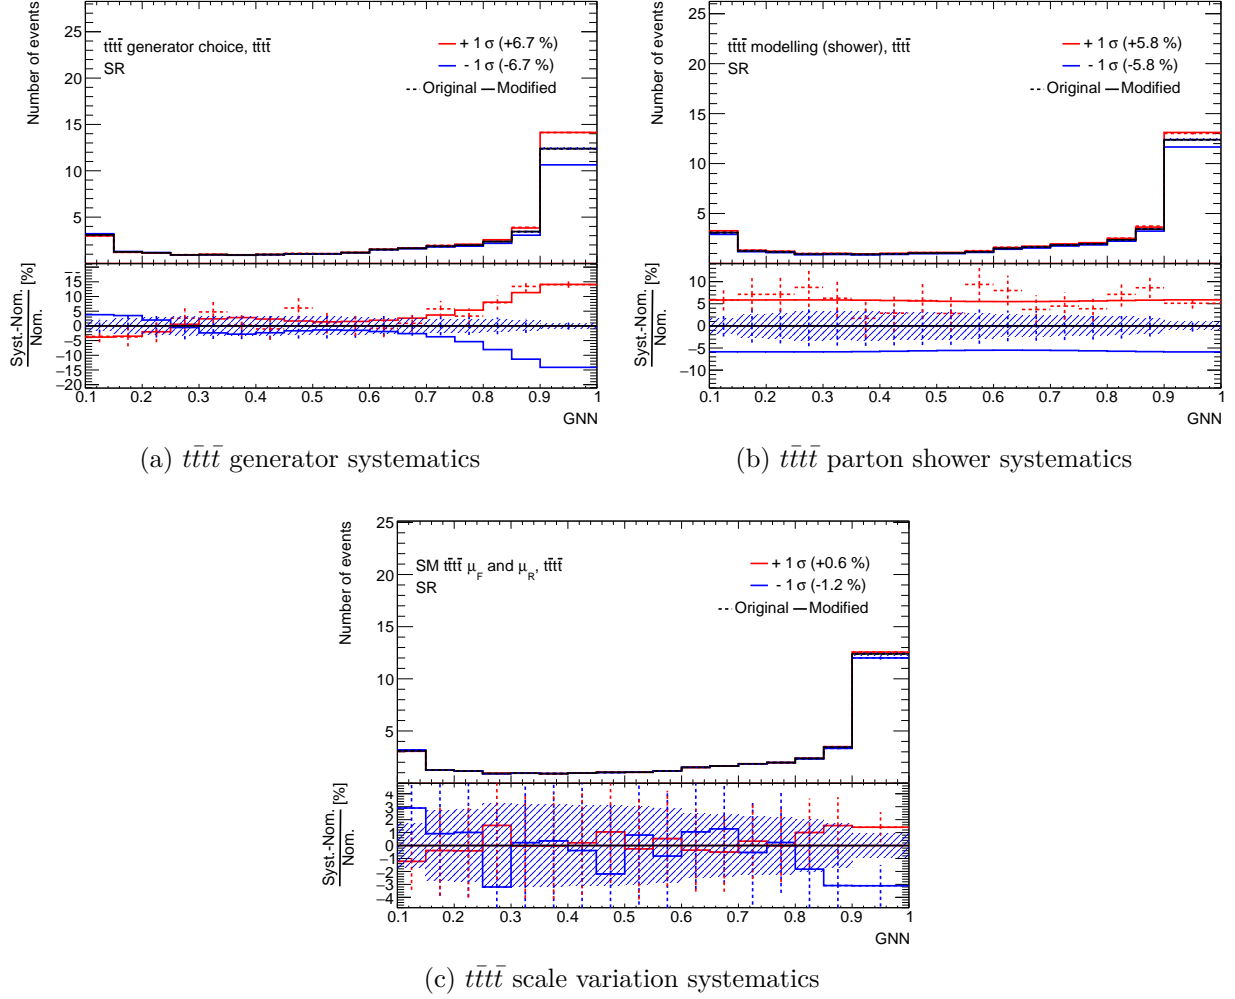 Number of events
tt̄tt̄ generator choice, tt̄tt̄
SR
+ 1 σ (+6.7 %)
- 1 σ (-6.7 %)
Original Modified
25
20
15
10
5
Syst.-Nom.
Nom.
[%]
15
10
5
0
−5
−10
−15
−20
0.1 0.2 0.3 0.4 0.5 0.6 0.7 0.8 0.9 1
GNN
(a) tt̄tt̄ generator systematics
Number of events
tt̄tt̄ modelling (shower), tt̄tt̄
SR
+ 1 σ (+5.8 %)
- 1 σ (-5.8 %)
Original Modified
25
20
15
10
5
Syst.-Nom.
Nom.
[%]
10
5
0
−5
−10
0.1 0.2 0.3 0.4 0.5 0.6 0.7 0.8 0.9 1
GNN
(b) tt̄tt̄ parton shower systematics
Number of events
SM tt̄tt̄ μ_F and μ_R, tt̄tt̄
SR
+ 1 σ (+0.6 %)
- 1 σ (-1.2 %)
Original Modified
25
20
15
10
5
Syst.-Nom.
Nom.
[%]
4
3
2
1
0
−1
−2
−3
−4
0.1 0.2 0.3 0.4 0.5 0.6 0.7 0.8 0.9 1
GNN
(c) tt̄tt̄ scale variation systematics